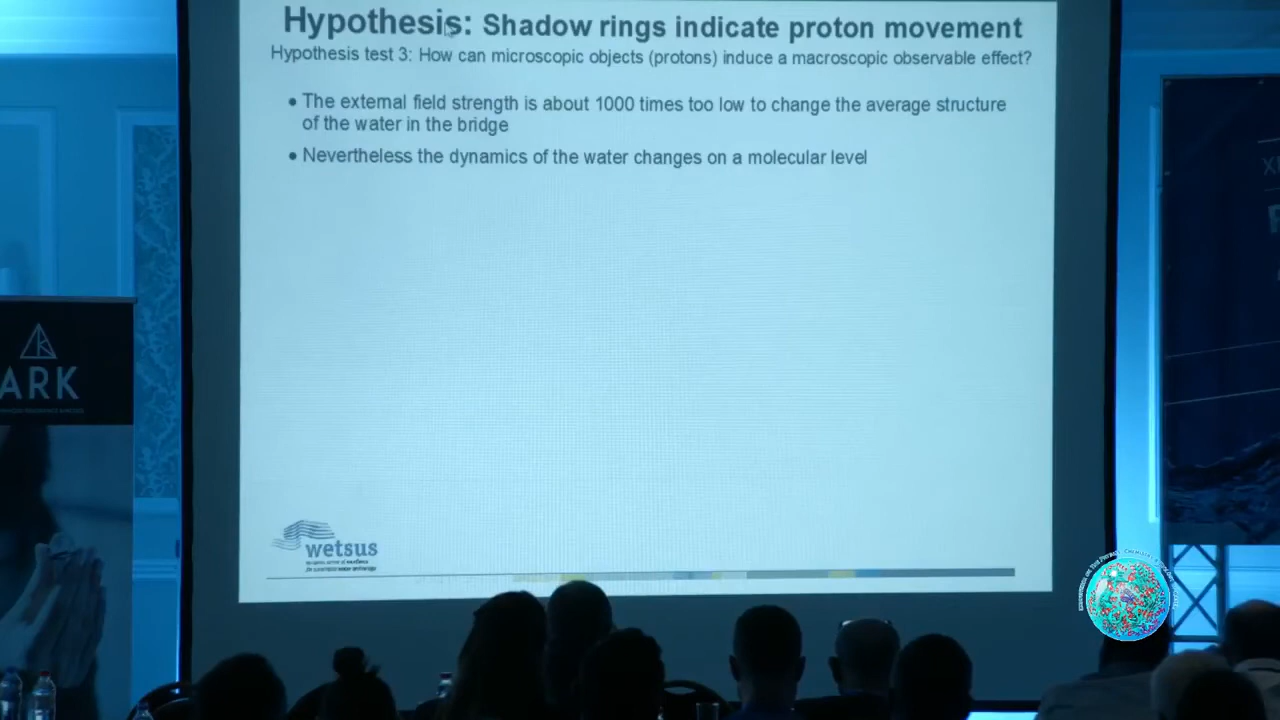 Hypothesis: Shadow rings indicate proton movement
Hypothesis test 3: How can microscopic objects (protons) induce a macroscopic observable effect?
• The external field strength is about 1000 times too low to change the average structure
of the water in the bridge
• Nevertheless the dynamics of the water changes on a molecular level
wetsus
ARK